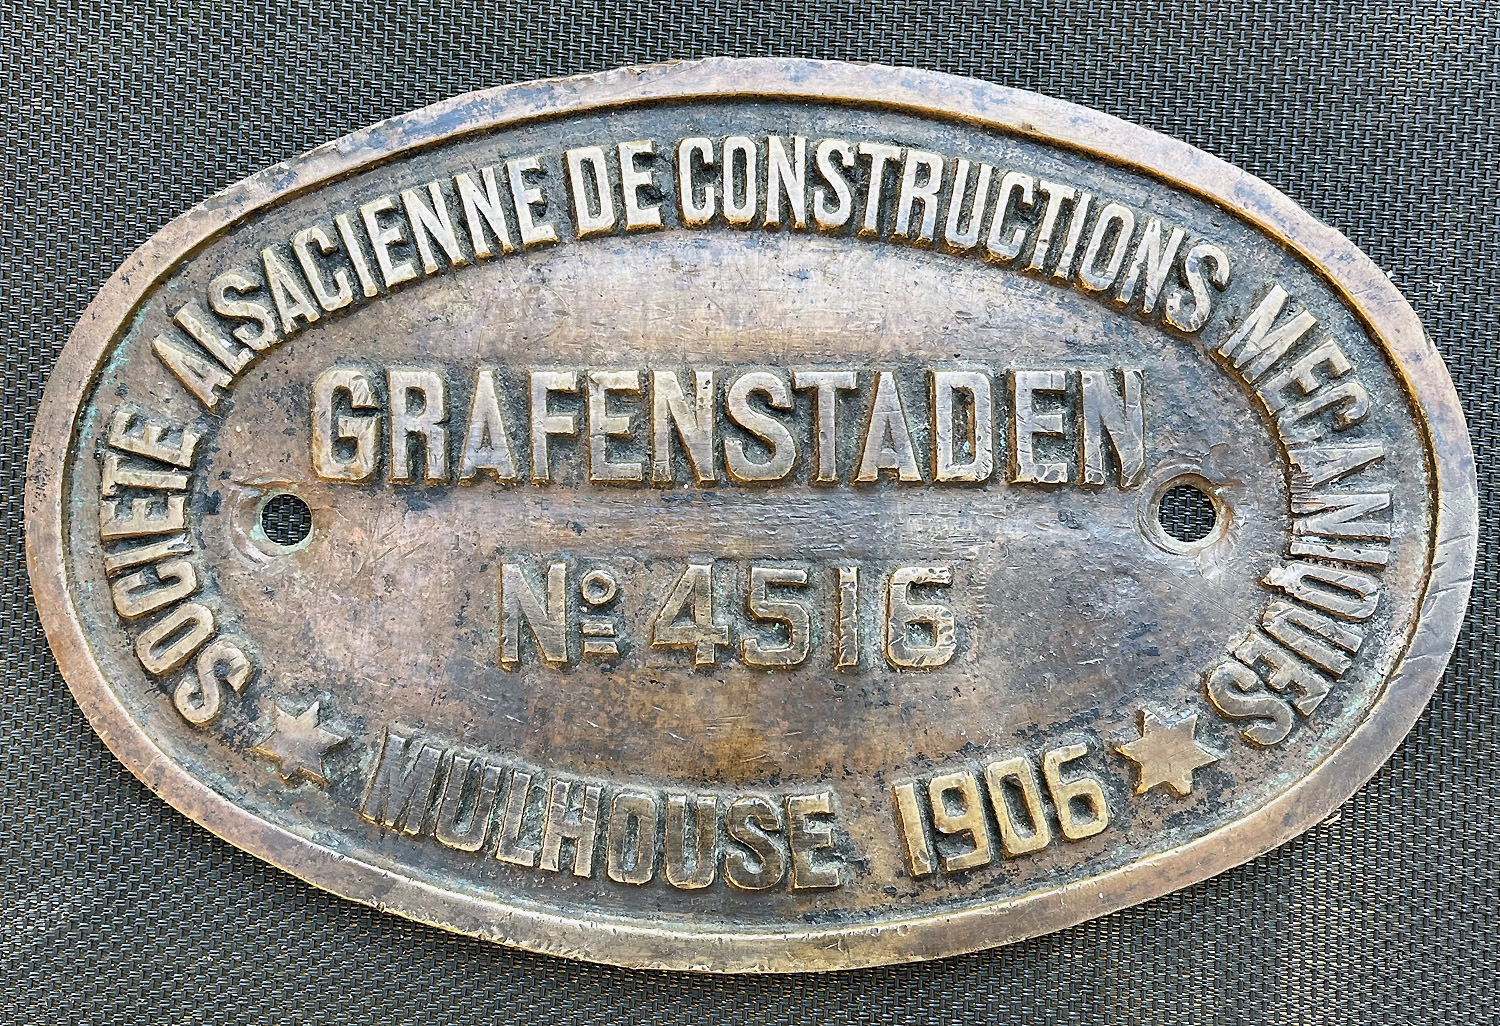 SOCIETE ALSACIENNE DE CONSTRUCTIONS MECANIQUES
GRAFENSTADEN
No 4516
MULHOUSE 1906